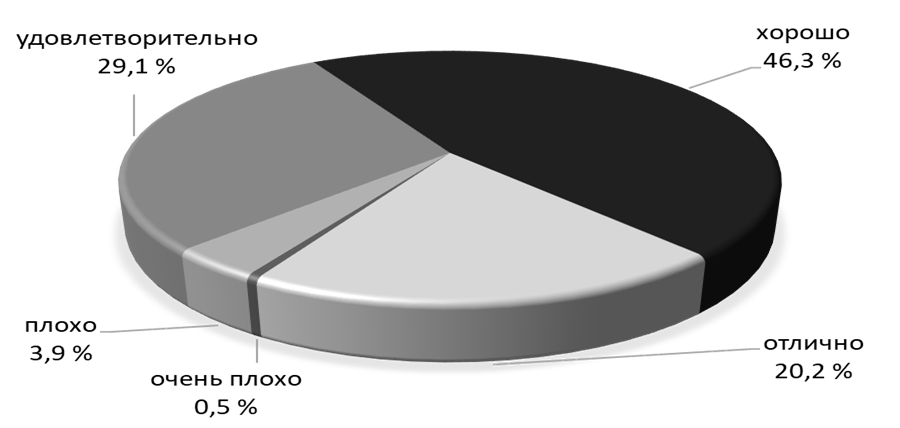 хорошо
46,3 %
удовлетворительно
29,1 %
плохо
3,9 %
очень плохо
0,5 %
отлично
20,2 %